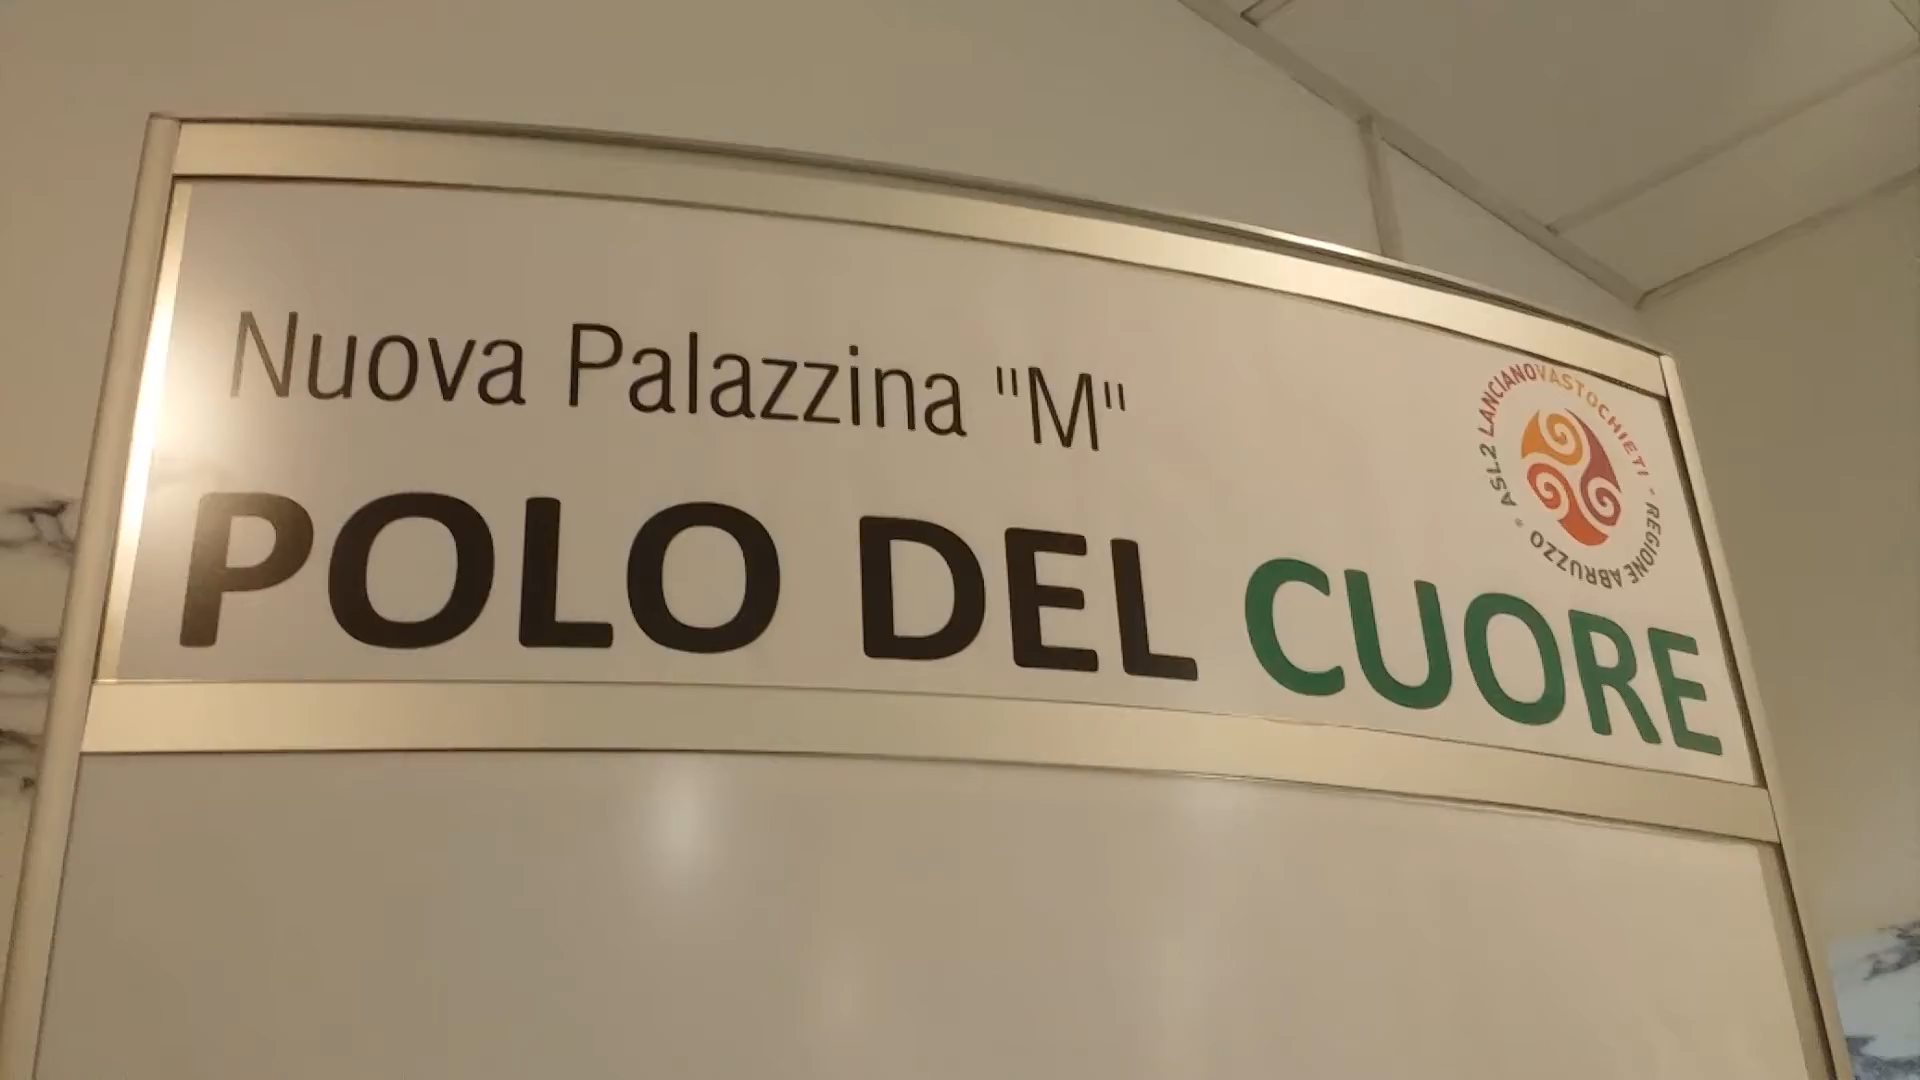 Nuova Palazzina "M"
POLO DEL CUORE
ASL2 LANCIANOVASTOCHIETI - REGIONE ABRUZZO